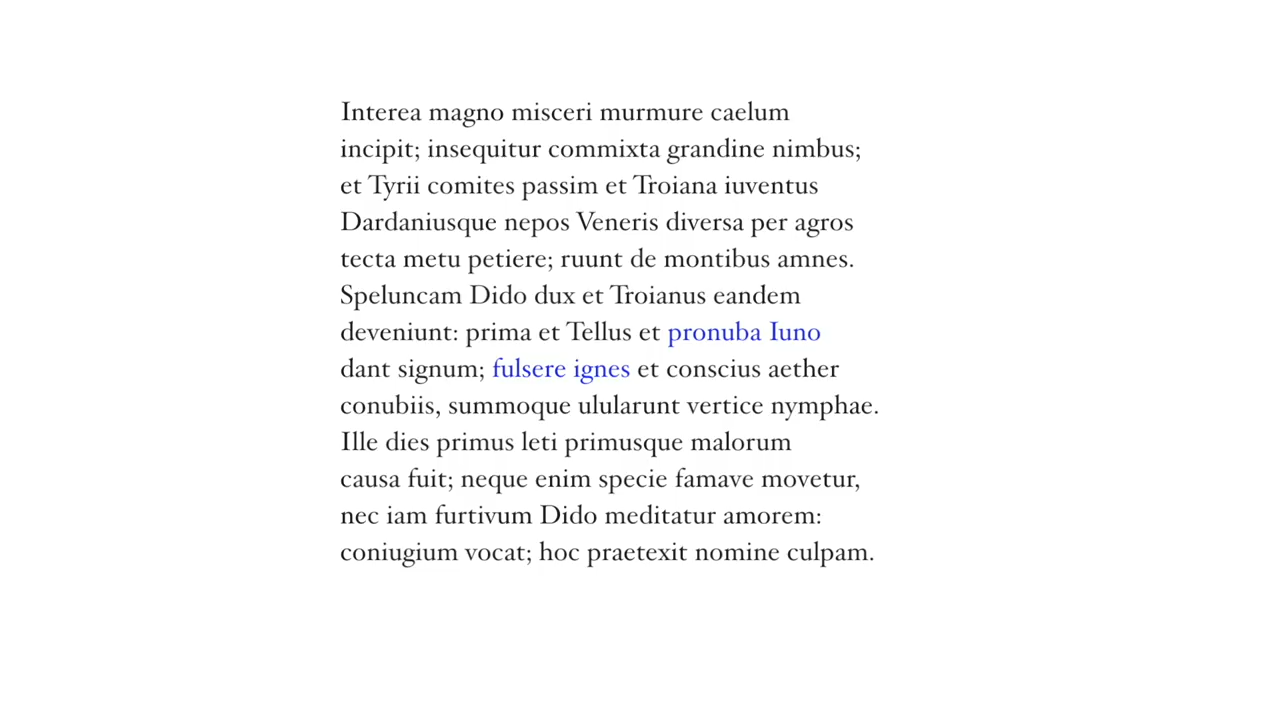 Interea magno misceri murmure caelum
incipit; insequitur commixta grandine nimbus;
et Tyrii comites passim et Troiana iuventus
Dardaniusque nepos Veneris diversa per agros
tecta metu petiere; ruunt de montibus amnes.
Speluncam Dido dux et Troianus eandem
deveniunt: prima et Tellus et pronuba Iuno
dant signum; fulsere ignes et conscius aether
conubiis, summoque ulularunt vertice nymphae.
Ille dies primus leti primusque malorum
causa fuit; neque enim specie famave movetur,
nec iam furtivum Dido meditatur amorem:
coniugium vocat; hoc praetexit nomine culpam.